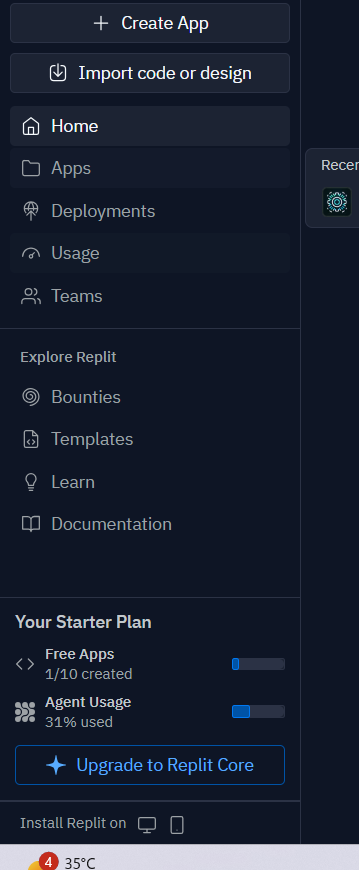 Create App
Import code or design
Home
Apps
Recer
Deployments
Usage
Teams
Explore Replit
Bounties
Templates
Learn
Documentation
Your Starter Plan
Free Apps
1/10 created
Agent Usage
31% used
Upgrade to Replit Core
Install Replit on
4
35°C